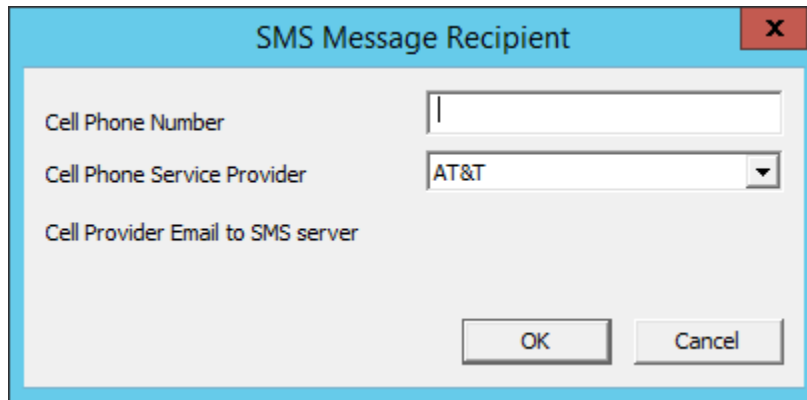 SMS Message Recipient
x
Cell Phone Number
Cell Phone Service Provider
AT&T
Cell Provider Email to SMS server
OK
Cancel